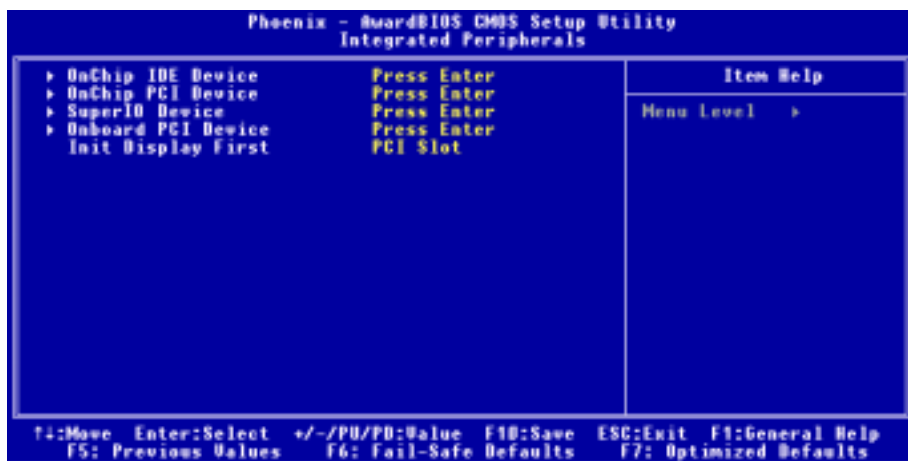 Phoenix - AwardBIOS CMOS Setup Utility
Integrated Peripherals
▸ OnChip IDE Device Press Enter
▸ OnChip PCI Device Press Enter
▸ SuperIO Device Press Enter
▸ Onboard PCI Device Press Enter
Init Display First PCI Slot
Item Help
Menu Level ▸
↑↓:Move Enter:Select +/-/PU/PD:Value F10:Save ESC:Exit F1:General Help
F5: Previous Values F6: Fail-Safe Defaults F7: Optimized Defaults